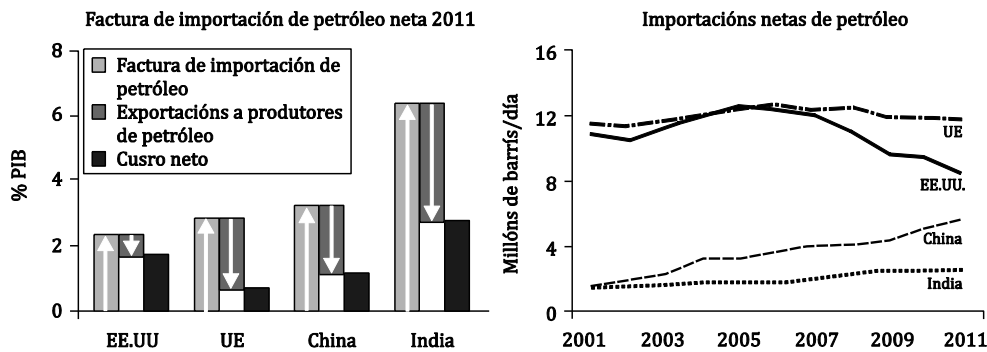 Factura de importación de petróleo neta 2011
8
6
4
2
0
% PIB
Factura de importación de
petróleo
Exportacións a produtores
de petróleo
Cusro neto
EE.UU
UE
China
India
Importacións netas de petróleo
16
12
8
4
0
Millóns de barrís/día
UE
EE.UU.
China
India
2001
2003
2005
2007
2009
2011